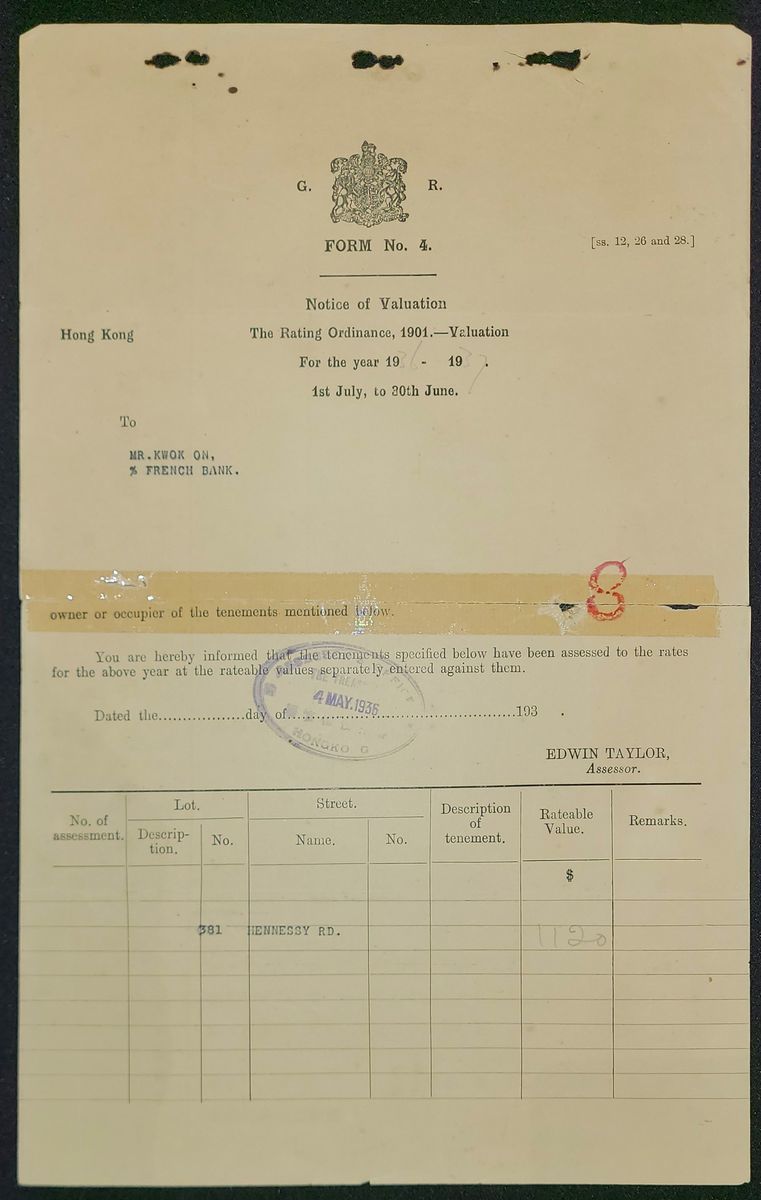 G. R.
FORM No. 4.
[ss. 12, 26 and 28.]
Notice of Valuation
Hong Kong
The Rating Ordinance, 1901.—Valuation
For the year 1936 - 1937.
1st July, to 30th June.
To
MR.KWOK ON,
% FRENCH BANK.
8
owner or occupier of the tenements mentioned below.
You are hereby informed that the tenements specified below have been assessed to the rates
for the above year at the rateable values separately entered against them.
4 MAY.1936
Dated the..................day of................................................193 .
EDWIN TAYLOR,
Assessor.
No. of assessment.
Lot.
Descrip-
tion.
No.
Street.
Name.
No.
Description
of
tenement.
Rateable
Value.
Remarks.
$
381 HENNESSY RD. 1120